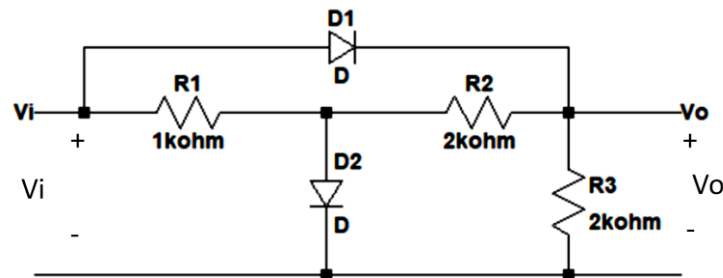 D1
D
R1
R2
Vi
Vo
1kohm
2kohm
+
+
D2
Vi
R3
Vo
D
2kohm
-
-